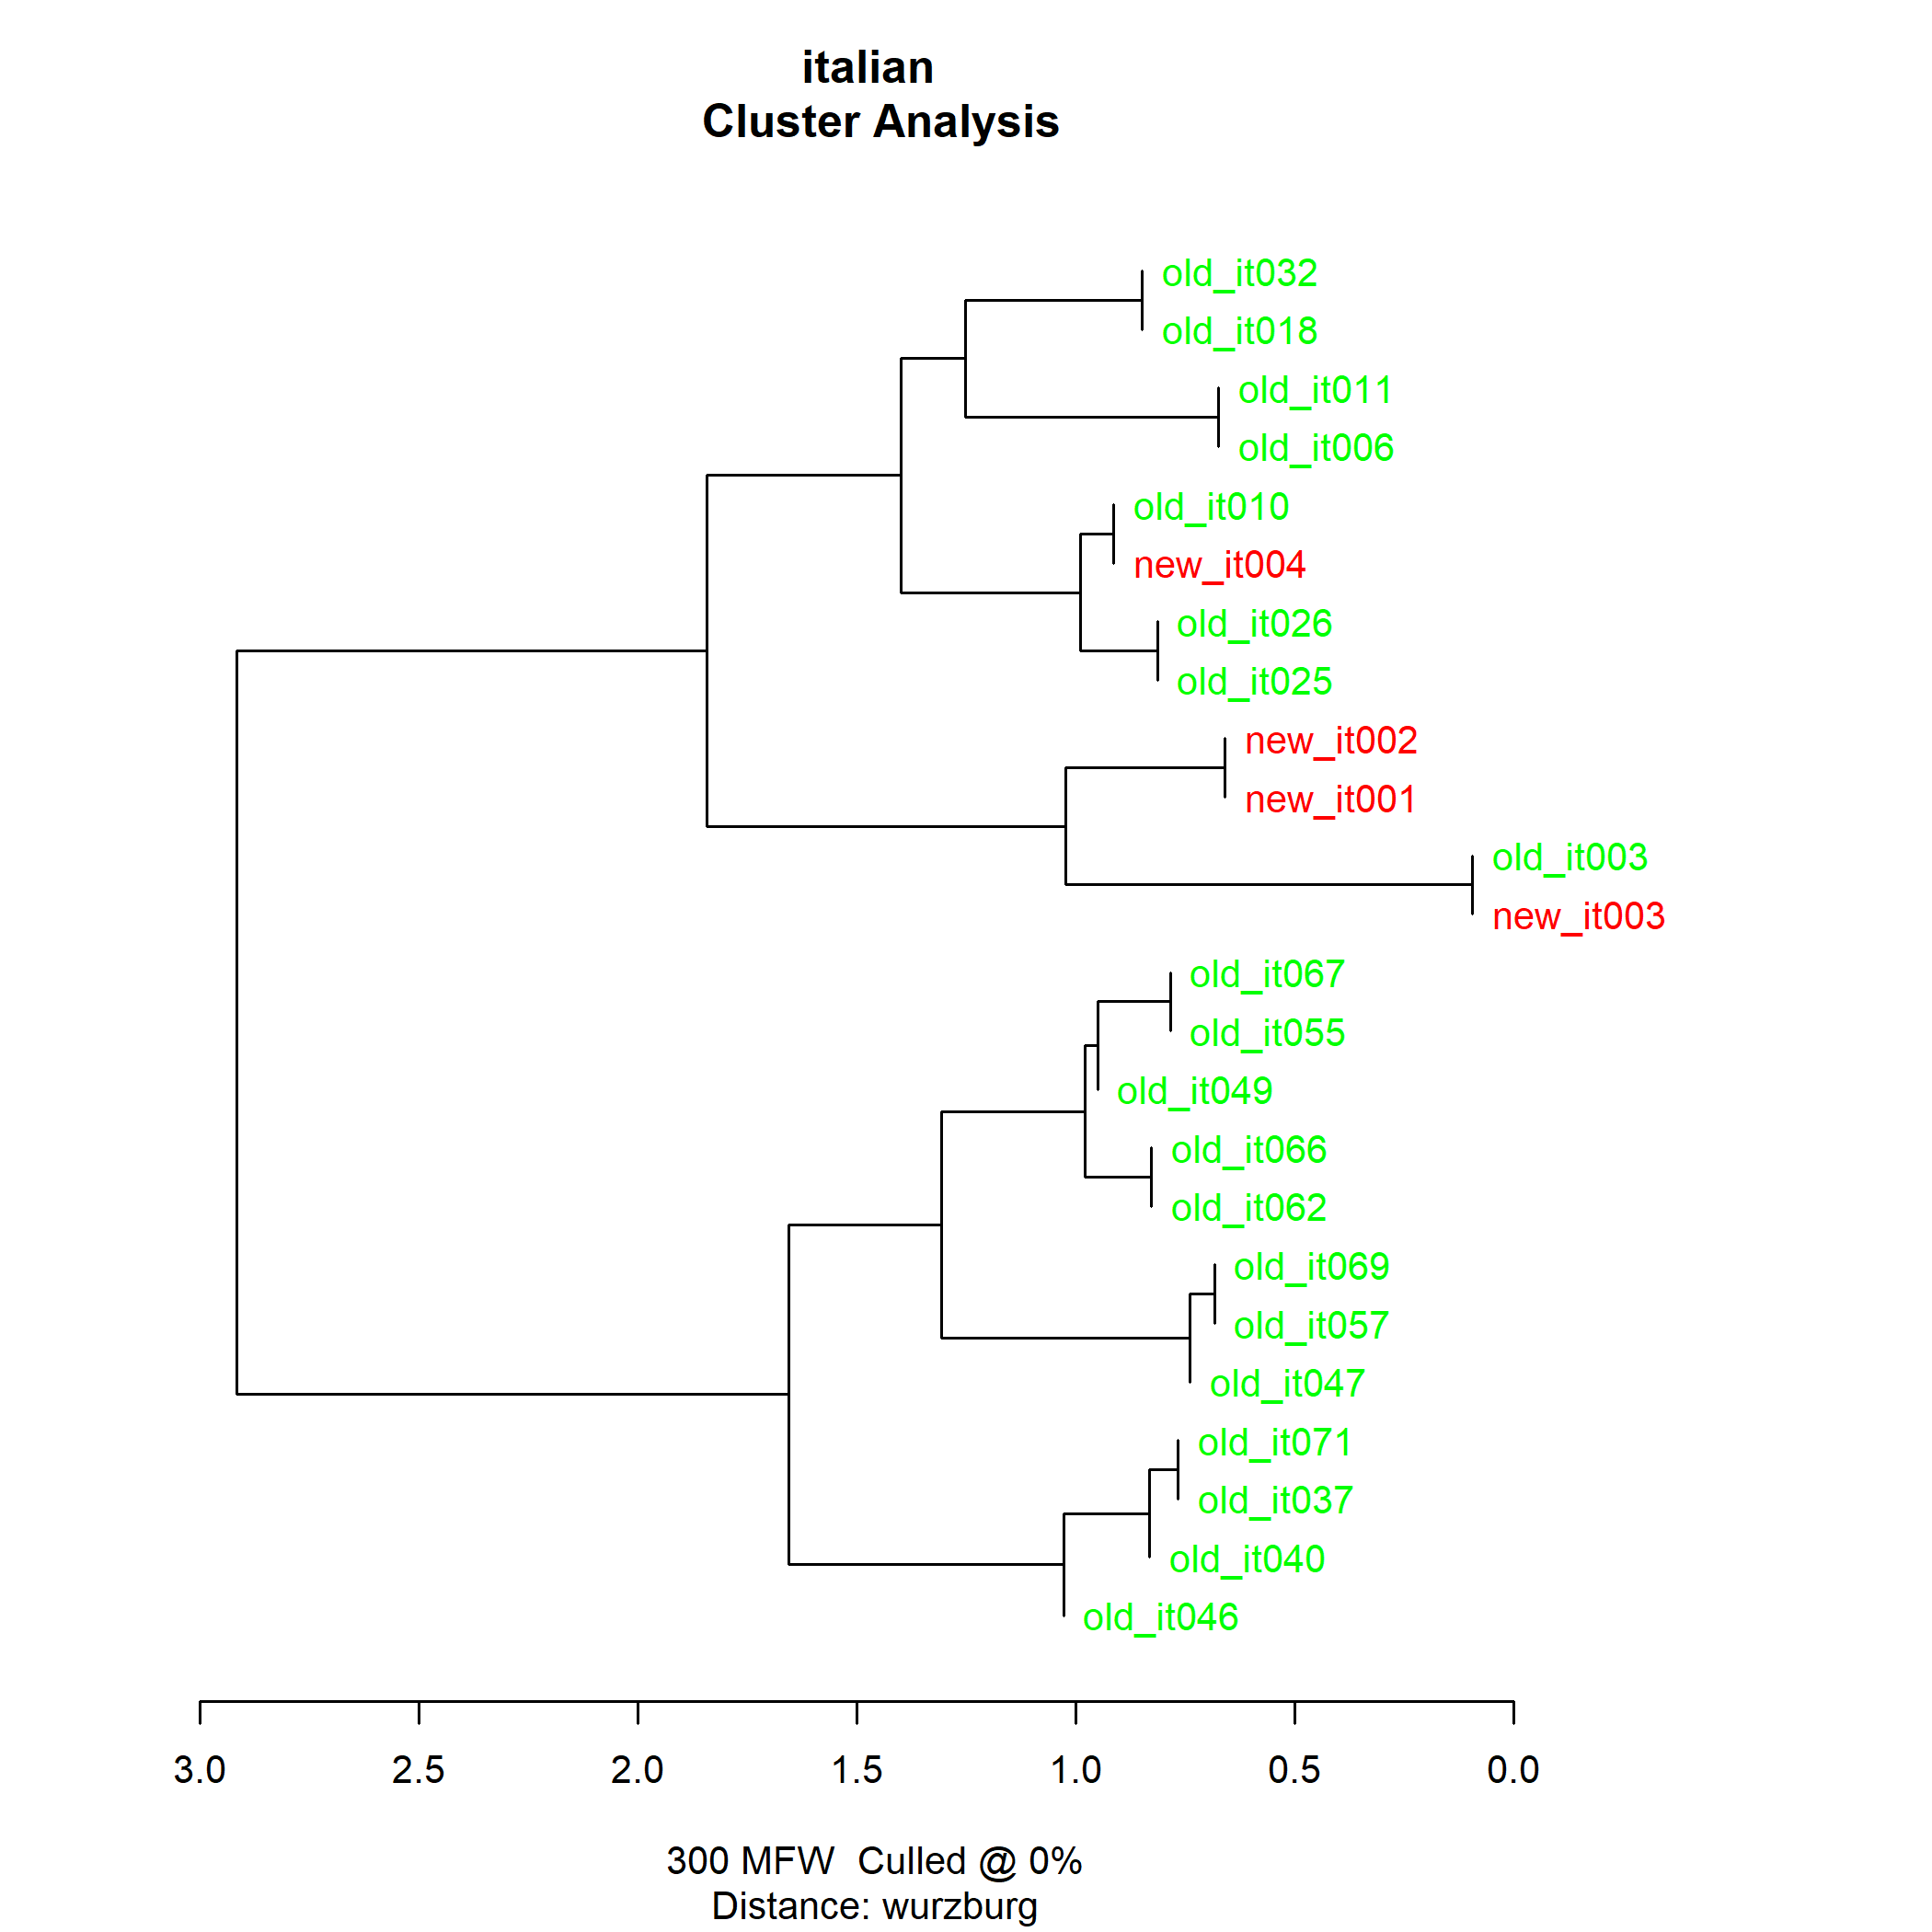 italian
Cluster Analysis
old_it032
old_it018
old_it011
old_it006
old_it010
new_it004
old_it026
old_it025
new_it002
new_it001
old_it003
new_it003
old_it067
old_it055
old_it049
old_it066
old_it062
old_it069
old_it057
old_it047
old_it071
old_it037
old_it040
old_it046
3.0 2.5 2.0 1.5 1.0 0.5 0.0
300 MFW  Culled @ 0%
Distance: wurzburg